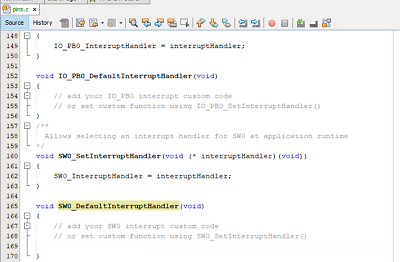 pins.c
Source History
148 {
149 IO_PB0_InterruptHandler = interruptHandler;
150 }
151
152 void IO_PB0_DefaultInterruptHandler(void)
153 {
154 // add your IO_PB0 interrupt custom code
155 // or set custom function using IO_PB0_SetInterruptHandler()
156 }
157 /**
158 Allows selecting an interrupt handler for SW0 at application runtime
159 */
160 void SW0_SetInterruptHandler(void (* interruptHandler)(void))
161 {
162 SW0_InterruptHandler = interruptHandler;
163 }
164
165 void SW0_DefaultInterruptHandler(void)
166 {
167 // add your SW0 interrupt custom code
168 // or set custom function using SW0_SetInterruptHandler()
169
170 }